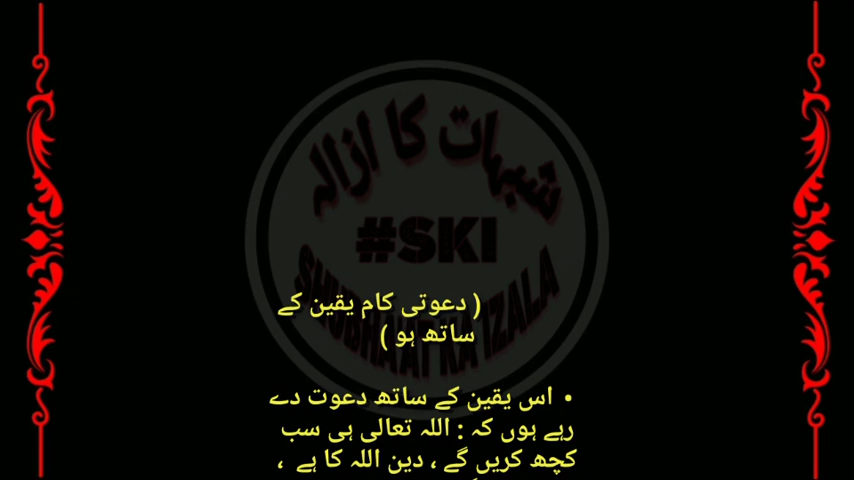 شبہات کا ازالہ
#SKI
SHUBHAAT KA IZALA
( دعوتی کام یقین کے
ساتھ ہو )
• اس یقین کے ساتھ دعوت دے
رہے ہوں کہ : اللہ تعالی ہی سب
کچھ کریں گے ، دین اللہ کا ہے ،